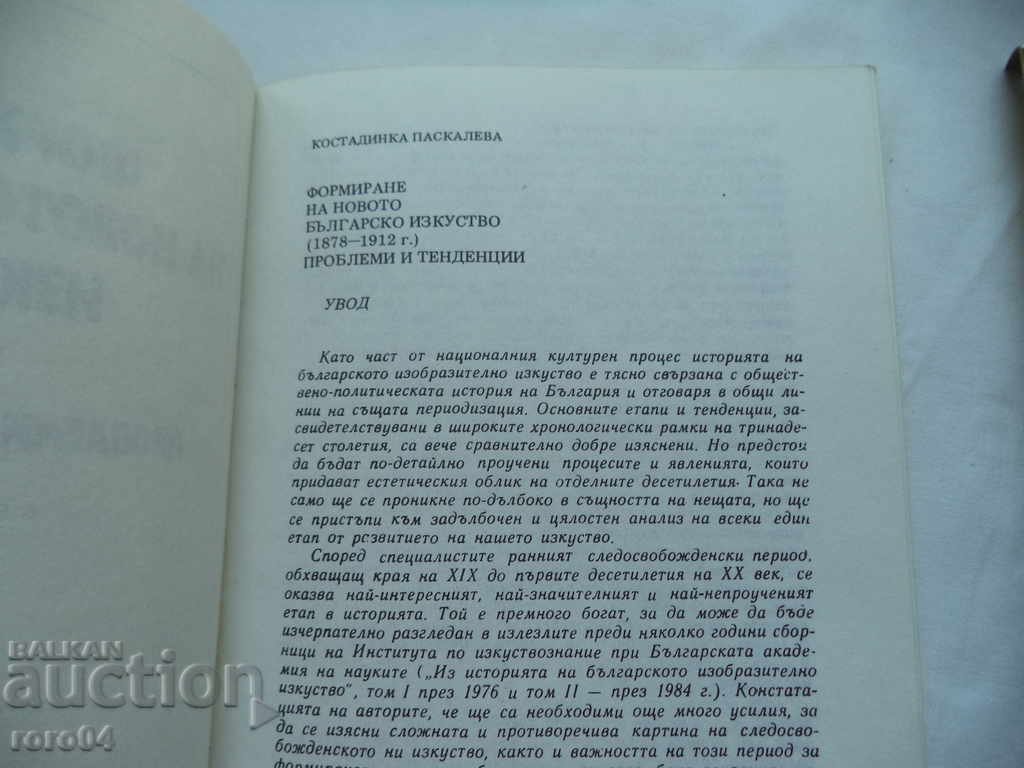 КОСТАДИНКА ПАСКАЛЕВА
ФОРМИРАНЕ
НА НОВОТО
БЪЛГАРСКО ИЗКУСТВО
(1878—1912 г.)
ПРОБЛЕМИ И ТЕНДЕНЦИИ
УВОД
Като част от националния културен процес историята на
българското изобразително изкуство е тясно свързана с общест-
вено-политическата история на България и отговаря в общи ли-
нии на същата периодизация. Основните етапи и тенденции, за-
свидетелствувани в широките хронологически рамки на тринаде-
сет столетия, са вече сравнително добре изяснени. Но предстои
да бъдат по-детайлно проучени процесите и явленията, които
придават естетическия облик на отделните десетилетия. Така не
само ще се проникне по-дълбоко в същността на нещата, но ще
се пристъпи към задълбочен и цялостен анализ на всеки един
етап от развитието на нашето изкуство.
Според специалистите ранният следосвобожденски период,
обхващащ края на XIX до първите десетилетия на XX век, се
оказва най-интересният, най-значителният и най-непроученият
етап в историята. Той е премного богат, за да може да бъде
изчерпателно разгледан в излезлите преди няколко години сбор-
ници на Института по изкуствознание при Българската акаде-
мия на науките („Из историята на българското изобразително
изкуство", том I през 1976 и том II — през 1984 г.). Констата-
цията на авторите, че ще са необходими още много усилия, за
да се изясни сложната и противоречива картина на следосво-
божденското ни изкуство, както и важността на този период за
BALKAN
auction
roro04